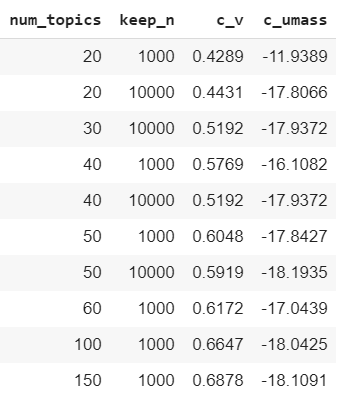 num_topics keep_n c_v c_umass
20 1000 0.4289 -11.9389
20 10000 0.4431 -17.8066
30 10000 0.5192 -17.9372
40 1000 0.5769 -16.1082
40 10000 0.5192 -17.9372
50 1000 0.6048 -17.8427
50 10000 0.5919 -18.1935
60 1000 0.6172 -17.0439
100 1000 0.6647 -18.0425
150 1000 0.6878 -18.1091